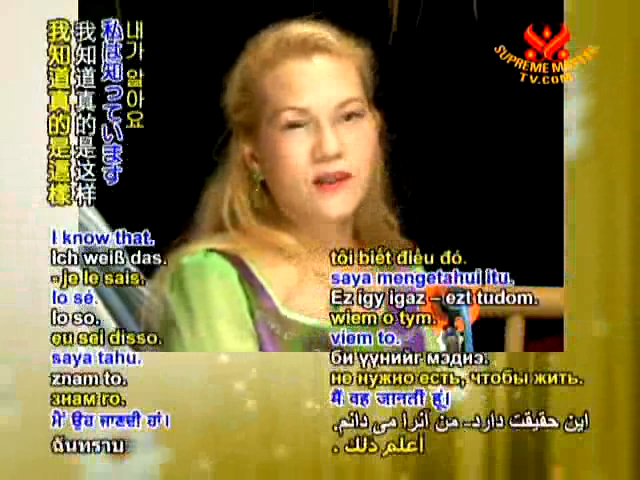 내가 알아요
私は知っています
我知道真的是这样
我知道真的是這樣
SUPREME MASTER
TV.COM
I know that.
Ich weiß das.
- je le sais.
lo sé.
lo so.
eu sei disso.
saya tahu.
znam to.
знам го.
ਮੈਂ ਉਹ ਜਾਣਦੀ ਹਾਂ।
ฉันทราบ
tôi biết điều đó.
saya mengetahui itu.
Ez így igaz – ezt tudom.
wiem o tym.
viem to.
би үүнийг мэднэ.
не нужно есть, чтобы жить.
मैं वह जानती हूं।
این حقیقت دارد- من آنرا می دانم.
أعلم ذلك .